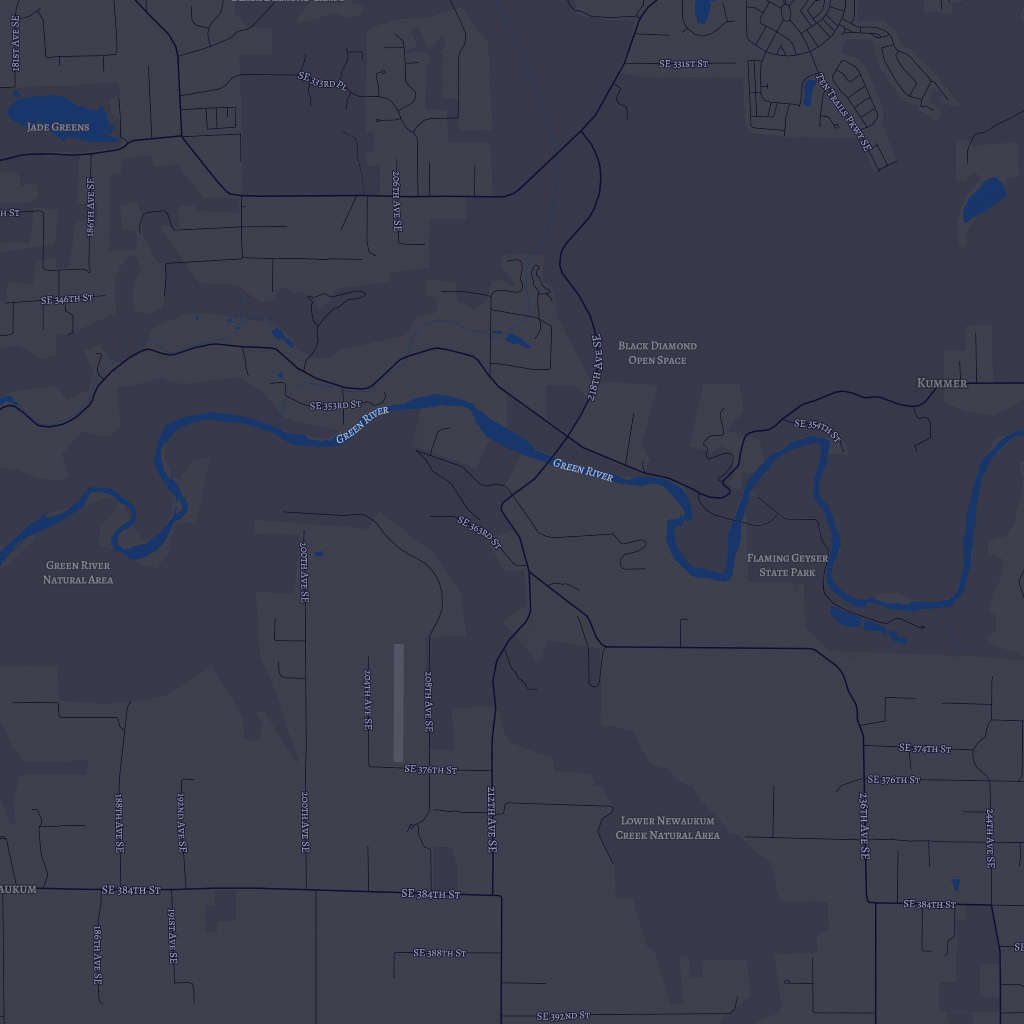 181st Ave SE
SE 331st St
SE 333rd Pl
Ten Trails Pkwy SE
Jade Greens
186th Ave SE
206th Ave SE
SE 346th St
218th Ave SE
Black Diamond
Open Space
Kummer
SE 353rd St
Green River
SE 354th St
Green River
SE 363rd St
Green River
Natural Area
200th Ave SE
Flaming Geyser
State Park
204th Ave SE
208th Ave SE
SE 374th St
SE 376th St
SE 376th St
188th Ave SE
192nd Ave SE
200th Ave SE
212th Ave SE
Lower Newaukum
Creek Natural Area
236th Ave SE
244th Ave SE
aukum
SE 384th St
SE 384th St
SE 384th St
186th Ave SE
191st Ave SE
SE 388th St
SE 392nd St